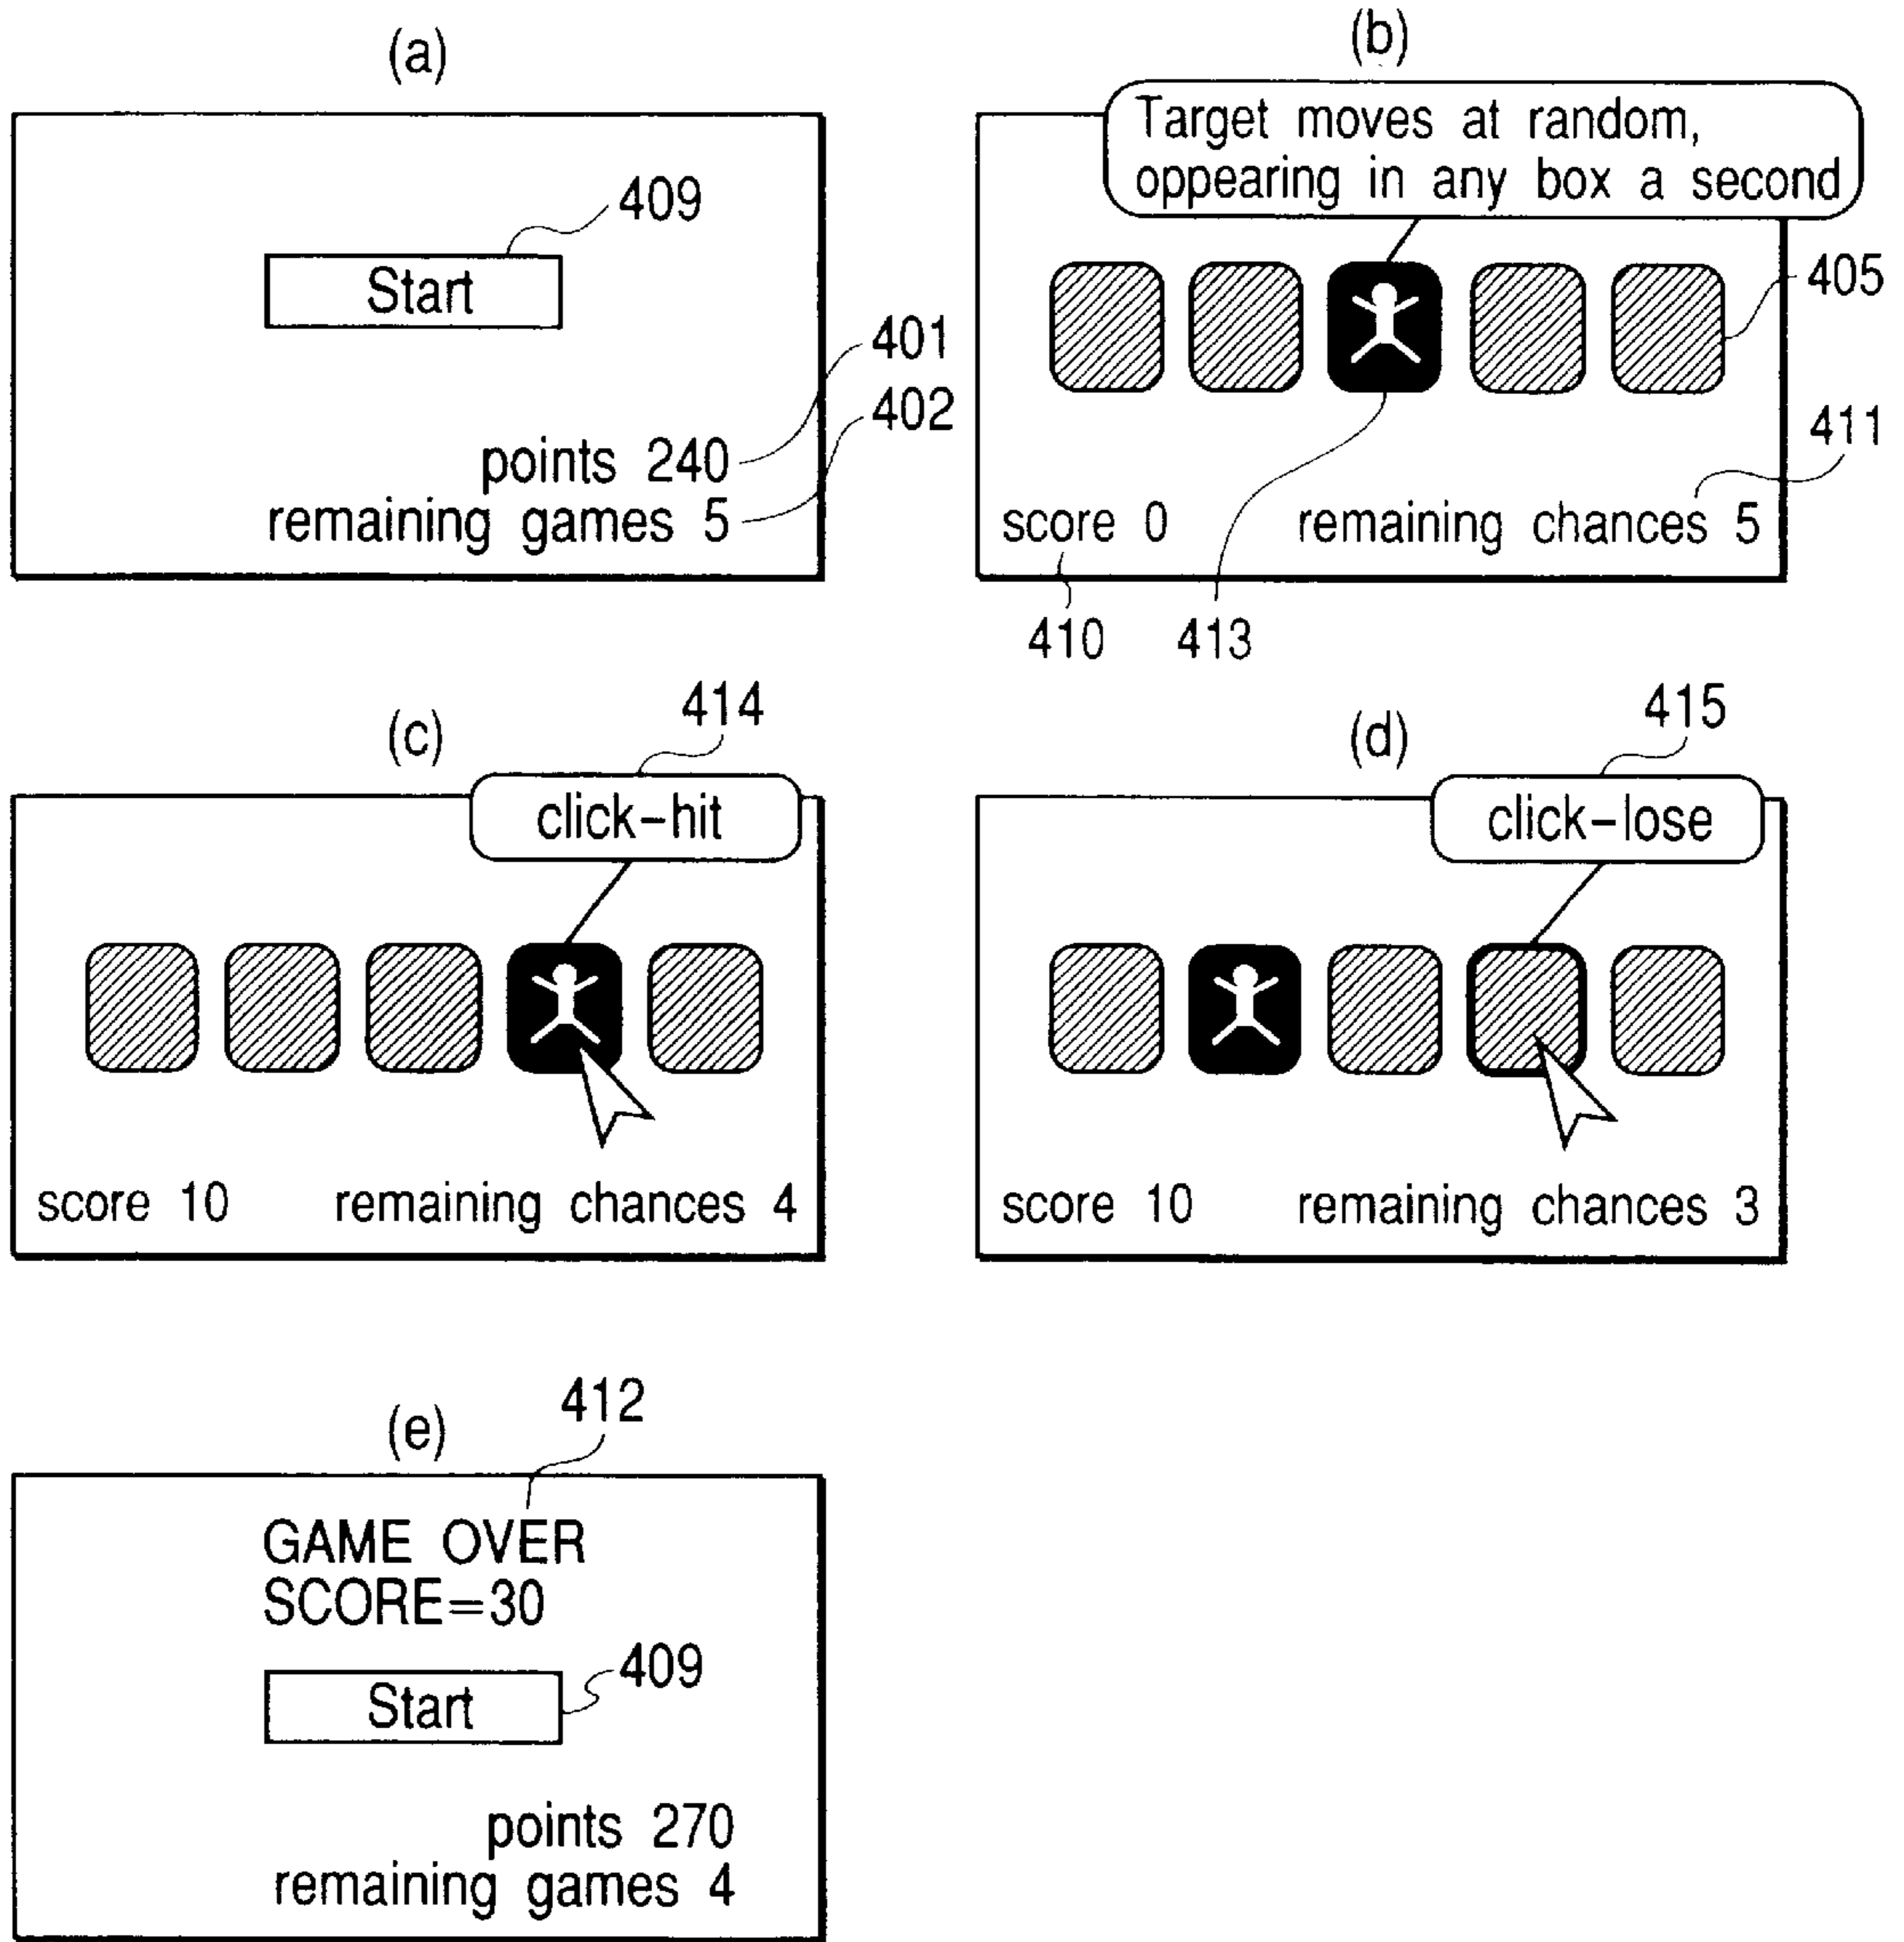 (a)
409
Start
401
402
points 240
remaining games 5
(b)
Target moves at random,
oppearing in any box a second
405
411
score 0 remaining chances 5
410
413
(c)
414
click-hit
score 10 remaining chances 4
(d)
415
click-lose
score 10 remaining chances 3
(e)
412
GAME OVER
SCORE=30
409
Start
points 270
remaining games 4